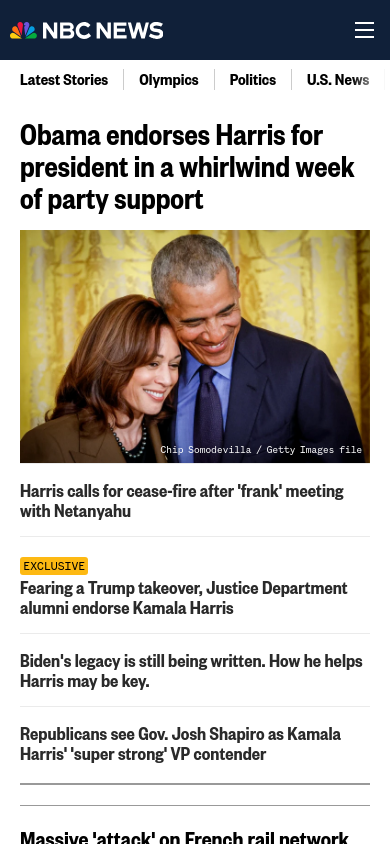 NBC NEWS
Latest Stories
Olympics
Politics
U.S. News
Obama endorses Harris for
president in a whirlwind week
of party support
Chip Somodevilla / Getty Images file
Harris calls for cease-fire after 'frank' meeting
with Netanyahu
EXCLUSIVE
Fearing a Trump takeover, Justice Department
alumni endorse Kamala Harris
Biden's legacy is still being written. How he helps
Harris may be key.
Republicans see Gov. Josh Shapiro as Kamala
Harris' 'super strong' VP contender
Massive 'attack' on French rail network